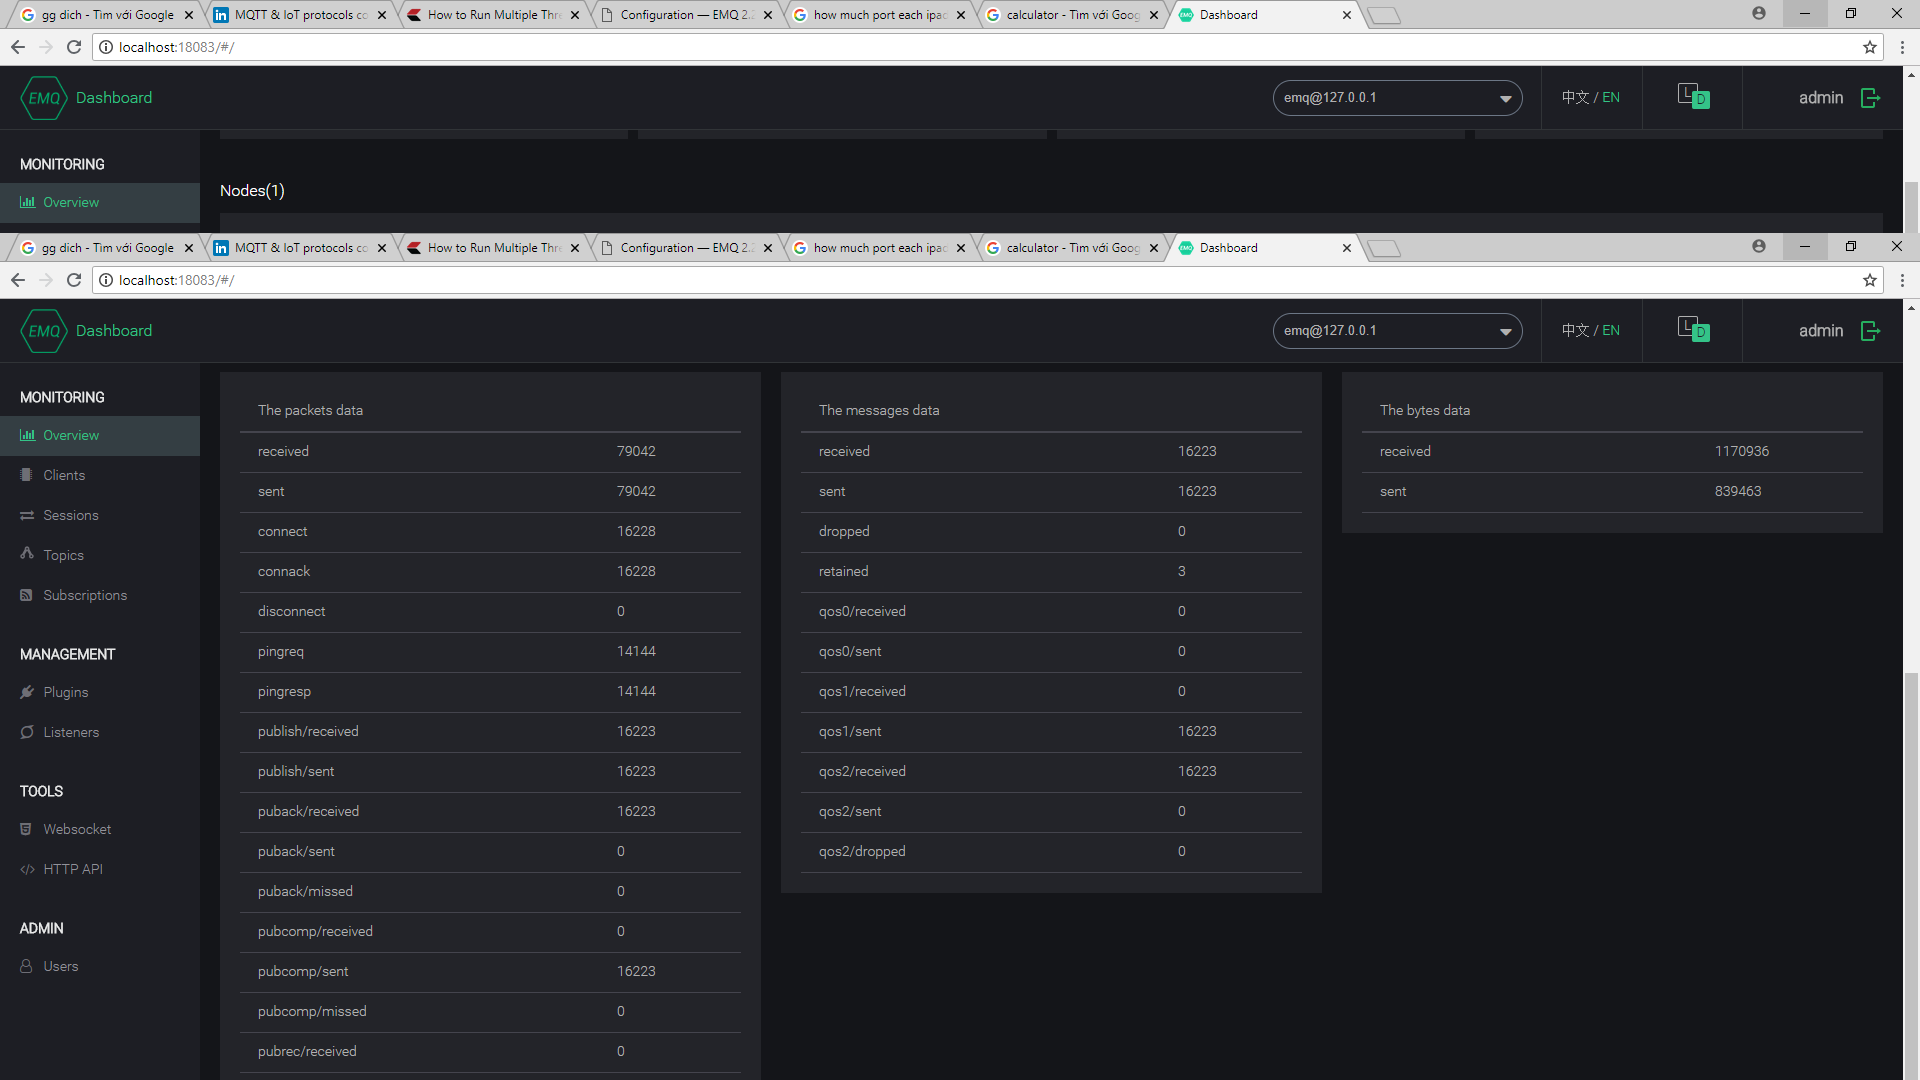 gg dich - Tìm với Google
MQTT & IoT protocols co
How to Run Multiple Thre
Configuration — EMQ 2.
how much port each ipad
calculator - Tìm với Goog
Dashboard
localhost:18083/#/
EMQ Dashboard
emq@127.0.0.1
中文 / EN
L D
admin
MONITORING
Overview
Nodes(1)
gg dich - Tìm với Google
MQTT & IoT protocols co
How to Run Multiple Thre
Configuration — EMQ 2.
how much port each ipad
calculator - Tìm với Goog
Dashboard
localhost:18083/#/
EMQ Dashboard
emq@127.0.0.1
中文 / EN
L D
admin
MONITORING
Overview
Clients
Sessions
Topics
Subscriptions
MANAGEMENT
Plugins
Listeners
TOOLS
Websocket
HTTP API
ADMIN
Users
The packets data
received 79042
sent 79042
connect 16228
connack 16228
disconnect 0
pingreq 14144
pingresp 14144
publish/received 16223
publish/sent 16223
puback/received 16223
puback/sent 0
puback/missed 0
pubcomp/received 0
pubcomp/sent 16223
pubcomp/missed 0
pubrec/received 0
The messages data
received 16223
sent 16223
dropped 0
retained 3
qos0/received 0
qos0/sent 0
qos1/received 0
qos1/sent 16223
qos2/received 16223
qos2/sent 0
qos2/dropped 0
The bytes data
received 1170936
sent 839463